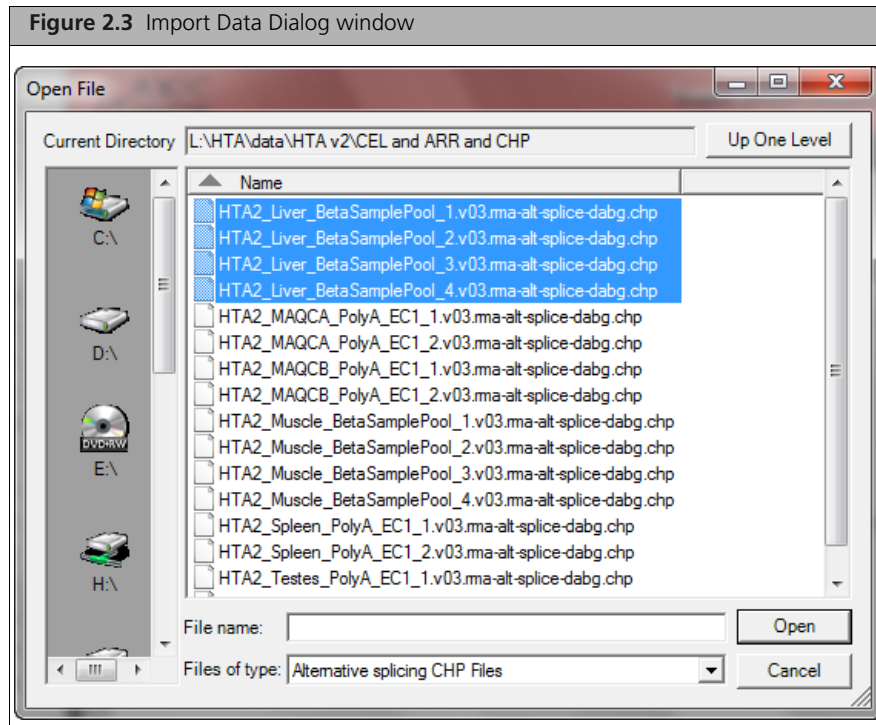 Figure 2.3 Import Data Dialog window
Open File
Current Directory L:\HTA\data\HTA v2\CEL and ARR and CHP Up One Level
Name
HTA2_Liver_BetaSamplePool_1.v03.rma-alt-splice-dabg.chp
HTA2_Liver_BetaSamplePool_2.v03.rma-alt-splice-dabg.chp
HTA2_Liver_BetaSamplePool_3.v03.rma-alt-splice-dabg.chp
HTA2_Liver_BetaSamplePool_4.v03.rma-alt-splice-dabg.chp
HTA2_MAQCA_PolyA_EC1_1.v03.rma-alt-splice-dabg.chp
HTA2_MAQCA_PolyA_EC1_2.v03.rma-alt-splice-dabg.chp
HTA2_MAQCB_PolyA_EC1_1.v03.rma-alt-splice-dabg.chp
HTA2_MAQCB_PolyA_EC1_2.v03.rma-alt-splice-dabg.chp
HTA2_Muscle_BetaSamplePool_1.v03.rma-alt-splice-dabg.chp
HTA2_Muscle_BetaSamplePool_2.v03.rma-alt-splice-dabg.chp
HTA2_Muscle_BetaSamplePool_3.v03.rma-alt-splice-dabg.chp
HTA2_Muscle_BetaSamplePool_4.v03.rma-alt-splice-dabg.chp
HTA2_Spleen_PolyA_EC1_1.v03.rma-alt-splice-dabg.chp
HTA2_Spleen_PolyA_EC1_2.v03.rma-alt-splice-dabg.chp
HTA2_Testes_PolyA_EC1_1.v03.rma-alt-splice-dabg.chp
C:\
D:\
DVD+RW
E:\
H:\
File name: Open
Files of type: Alternative splicing CHP Files Cancel